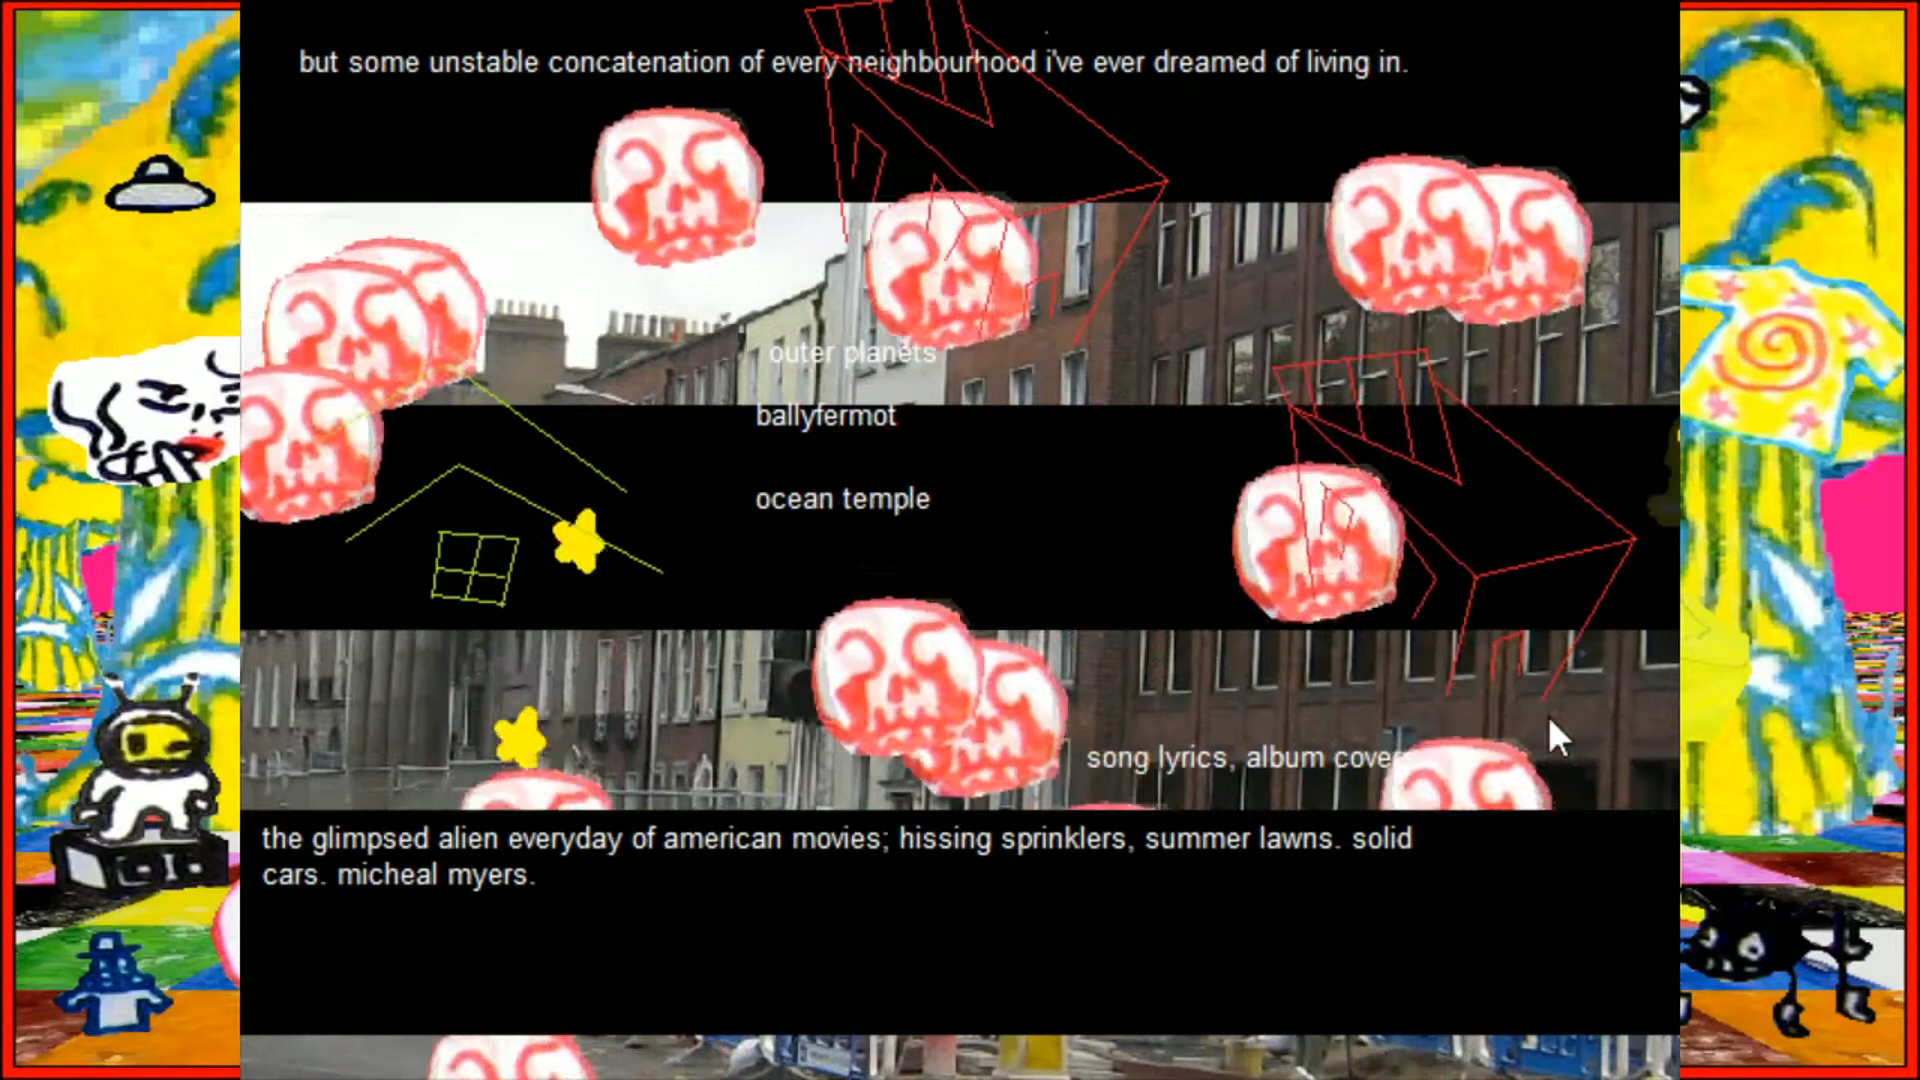 but some unstable concatenation of every neighbourhood i've ever dreamed of living in.
outer planets
ballyfermot
ocean temple
song lyrics, album cover
the glimpsed alien everyday of american movies; hissing sprinklers, summer lawns. solid
cars. micheal myers.